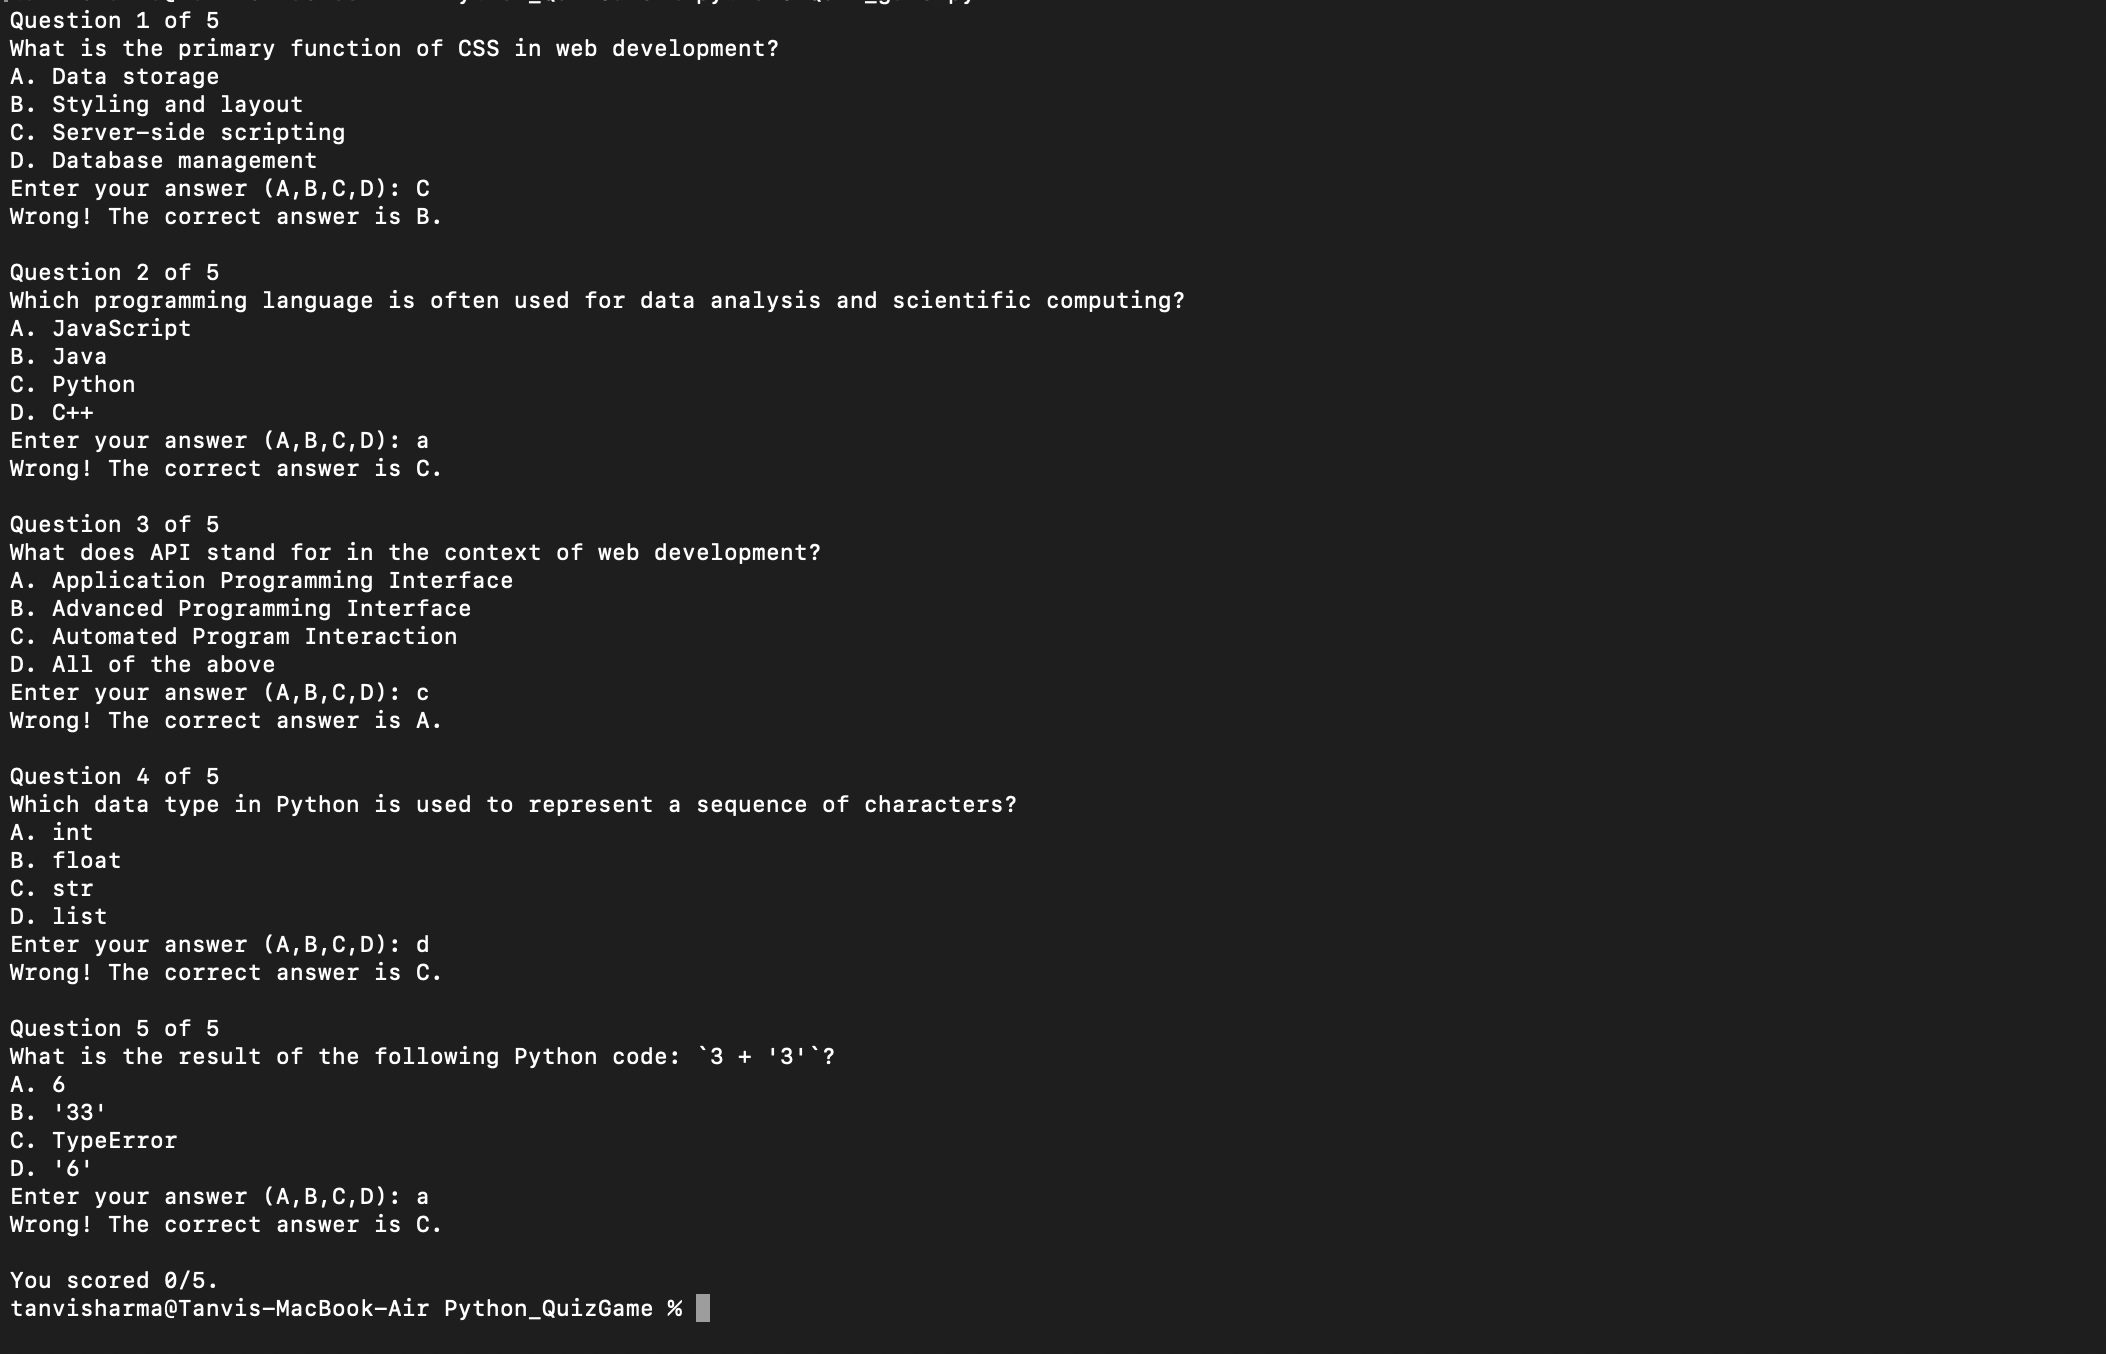 Question 1 of 5
What is the primary function of CSS in web development?
A. Data storage
B. Styling and layout
C. Server-side scripting
D. Database management
Enter your answer (A,B,C,D): C
Wrong! The correct answer is B.
Question 2 of 5
Which programming language is often used for data analysis and scientific computing?
A. JavaScript
B. Java
C. Python
D. C++
Enter your answer (A,B,C,D): a
Wrong! The correct answer is C.
Question 3 of 5
What does API stand for in the context of web development?
A. Application Programming Interface
B. Advanced Programming Interface
C. Automated Program Interaction
D. All of the above
Enter your answer (A,B,C,D): c
Wrong! The correct answer is A.
Question 4 of 5
Which data type in Python is used to represent a sequence of characters?
A. int
B. float
C. str
D. list
Enter your answer (A,B,C,D): d
Wrong! The correct answer is C.
Question 5 of 5
What is the result of the following Python code: `3 + '3'`?
A. 6
B. '33'
C. TypeError
D. '6'
Enter your answer (A,B,C,D): a
Wrong! The correct answer is C.
You scored 0/5.
tanvisharma@Tanvis-MacBook-Air Python_QuizGame %